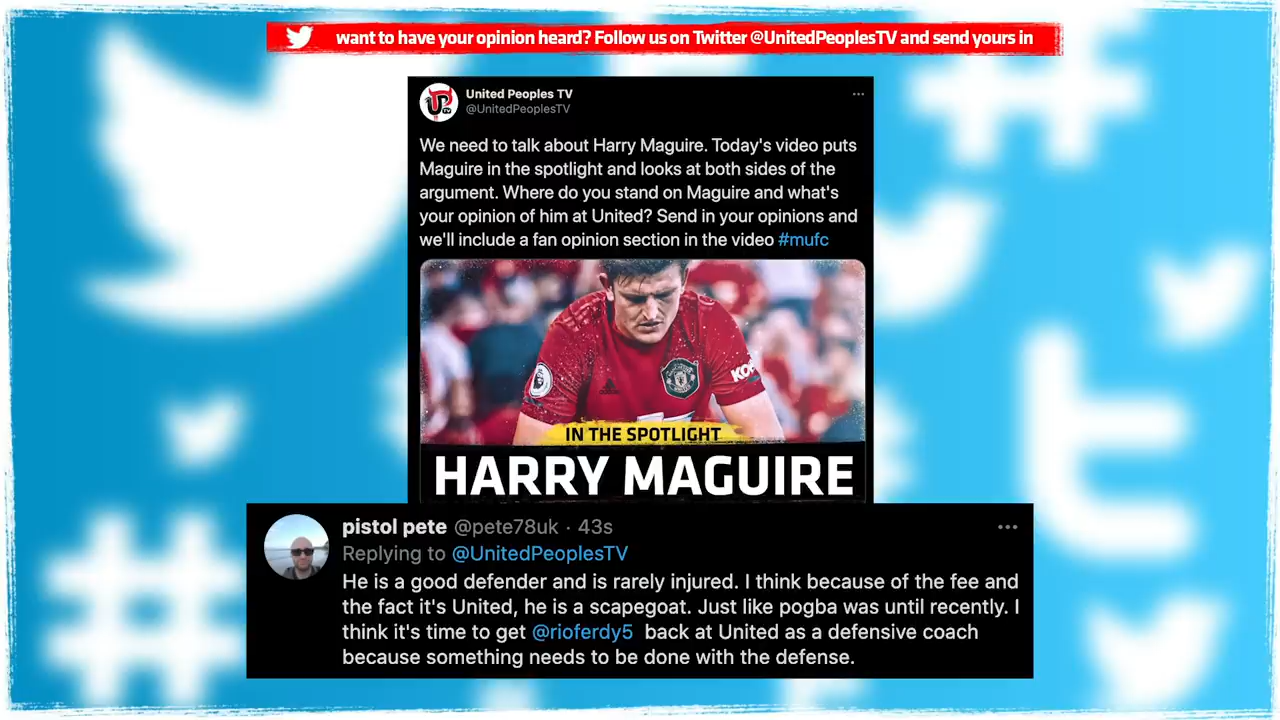 want to have your opinion heard? Follow us on Twitter @UnitedPeoplesTV and send yours in
United Peoples TV
@UnitedPeoplesTV
We need to talk about Harry Maguire. Today's video puts
Maguire in the spotlight and looks at both sides of the
argument. Where do you stand on Maguire and what's
your opinion of him at United? Send in your opinions and
we'll include a fan opinion section in the video #mufc
KOH
IN THE SPOTLIGHT
HARRY MAGUIRE
pistol pete @pete78uk · 43s
Replying to @UnitedPeoplesTV
He is a good defender and is rarely injured. I think because of the fee and
the fact it's United, he is a scapegoat. Just like pogba was until recently. I
think it's time to get @rioferdy5 back at United as a defensive coach
because something needs to be done with the defense.